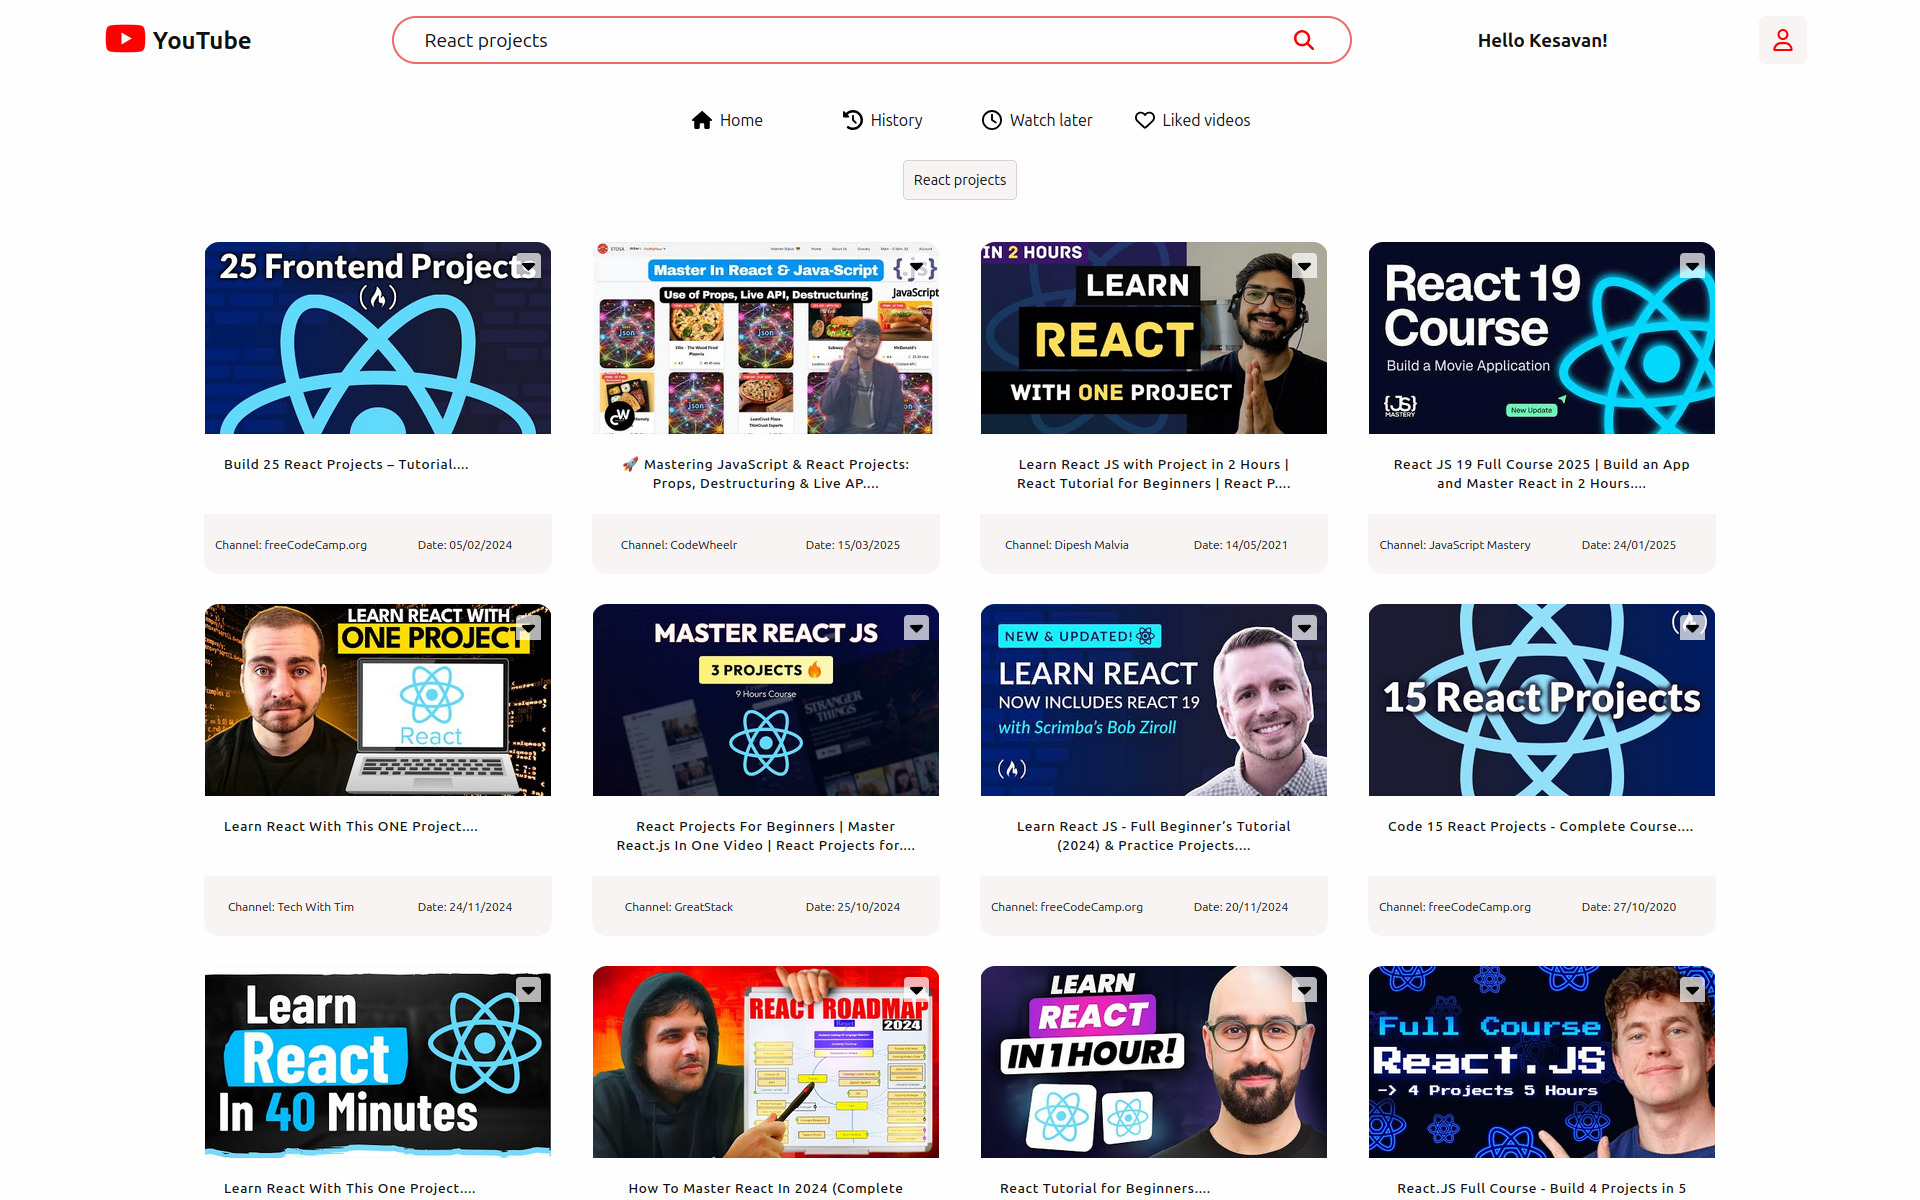 YouTube
React projects
Hello Kesavan!
Home
History
Watch later
Liked videos
React projects
25 Frontend Projects
Master In React & Java-Script
{.js}
JavaScript
Use of Props, Live API, Destructuring
IN 2 HOURS
LEARN
REACT
WITH ONE PROJECT
React 19
Course
Build a Movie Application
{JS}
MASTERY
New Update
Build 25 React Projects – Tutorial....
🚀 Mastering JavaScript & React Projects:
Props, Destructuring & Live AP....
Learn React JS with Project in 2 Hours |
React Tutorial for Beginners | React P....
React JS 19 Full Course 2025 | Build an App
and Master React in 2 Hours....
Channel: freeCodeCamp.org
Date: 05/02/2024
Channel: CodeWheelr
Date: 15/03/2025
Channel: Dipesh Malvia
Date: 14/05/2021
Channel: JavaScript Mastery
Date: 24/01/2025
LEARN REACT WITH
ONE PROJECT
React
MASTER REACT JS
3 PROJECTS 🔥
9 Hours Course
STRANGER
THINGS
NEW & UPDATED!
LEARN REACT
NOW INCLUDES REACT 19
with Scrimba's Bob Ziroll
15 React Projects
Learn React With This ONE Project....
React Projects For Beginners | Master
React.js In One Video | React Projects for....
Learn React JS - Full Beginner’s Tutorial
(2024) & Practice Projects....
Code 15 React Projects - Complete Course....
Channel: Tech With Tim
Date: 24/11/2024
Channel: GreatStack
Date: 25/10/2024
Channel: freeCodeCamp.org
Date: 20/11/2024
Channel: freeCodeCamp.org
Date: 27/10/2020
Learn
React
In 40 Minutes
REACT ROADMAP
2024
React
LEARN
REACT
IN 1 HOUR!
Full Course
React.JS
-> 4 Projects 5 Hours
Learn React With This One Project....
How To Master React In 2024 (Complete
React Tutorial for Beginners....
React.JS Full Course - Build 4 Projects in 5